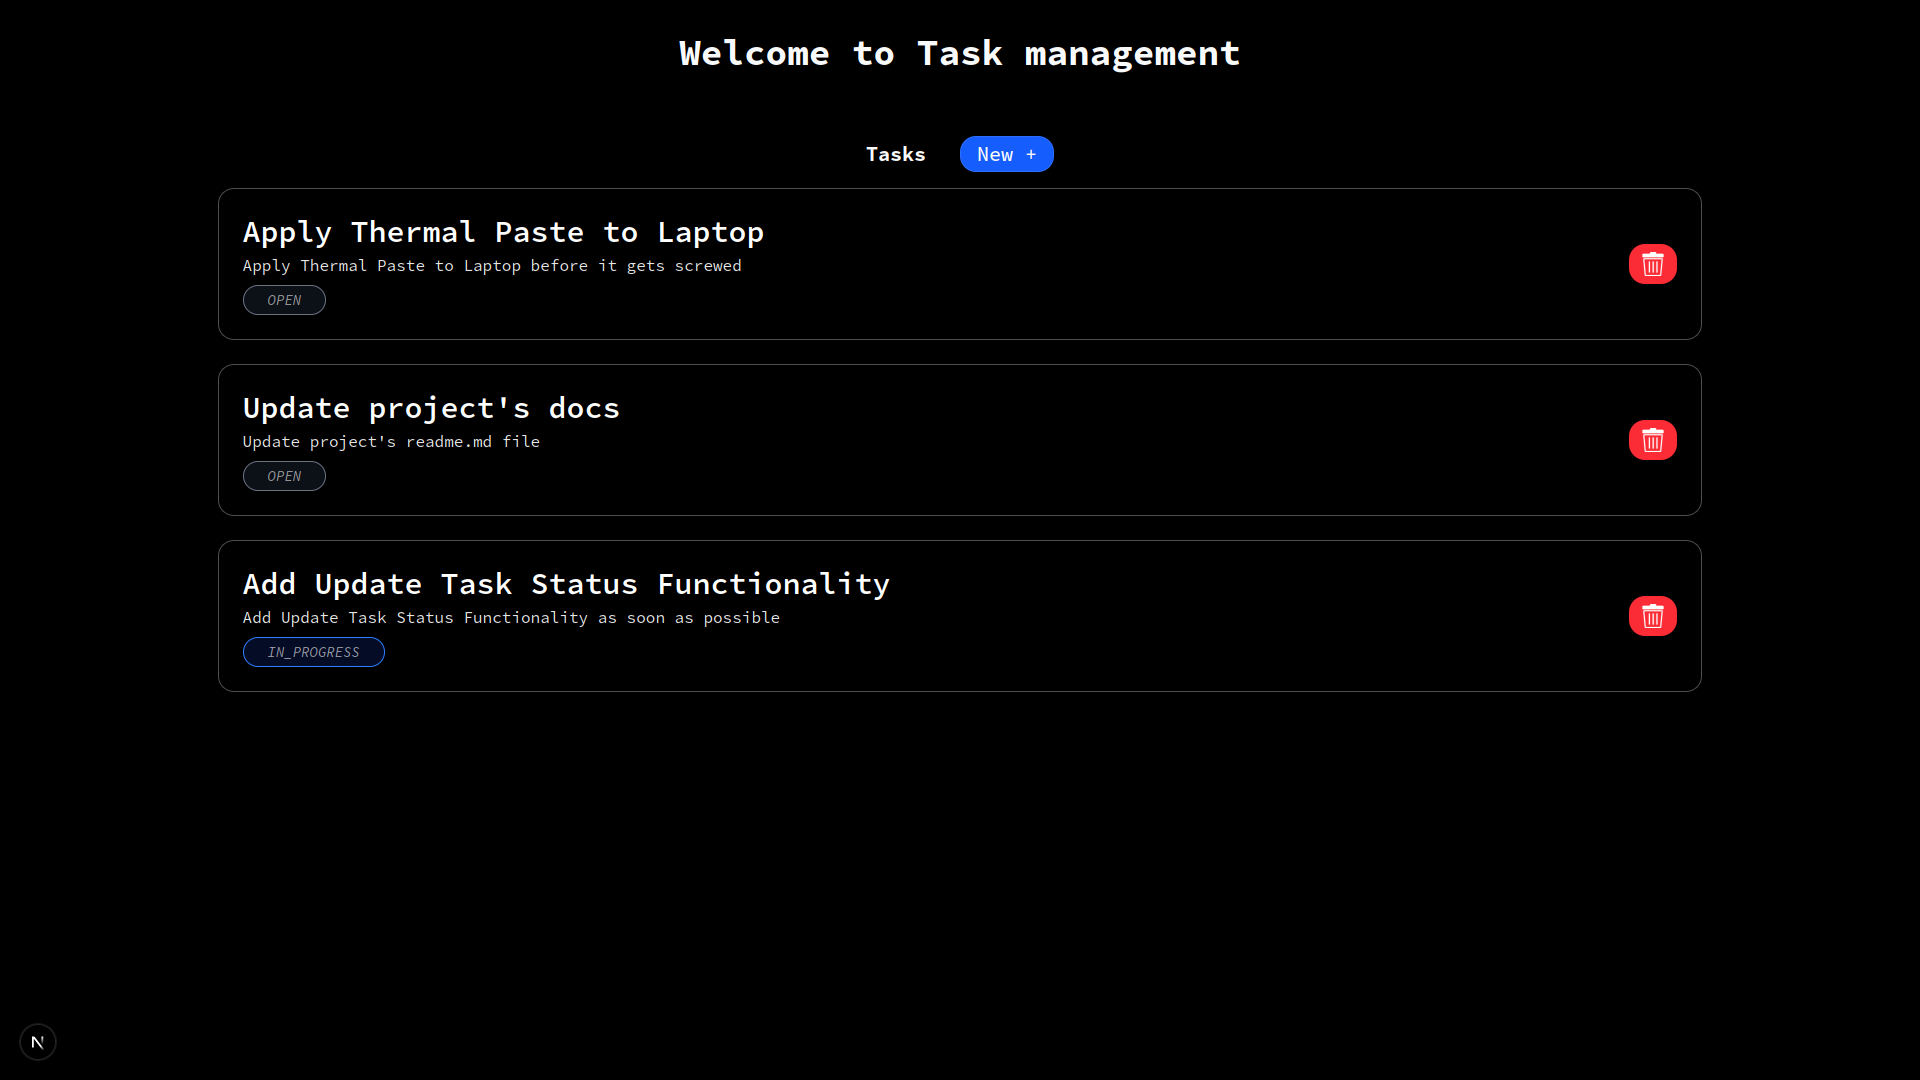 Welcome to Task management
Tasks
New +
Apply Thermal Paste to Laptop
Apply Thermal Paste to Laptop before it gets screwed
OPEN
Update project's docs
Update project's readme.md file
OPEN
Add Update Task Status Functionality
Add Update Task Status Functionality as soon as possible
IN_PROGRESS
N